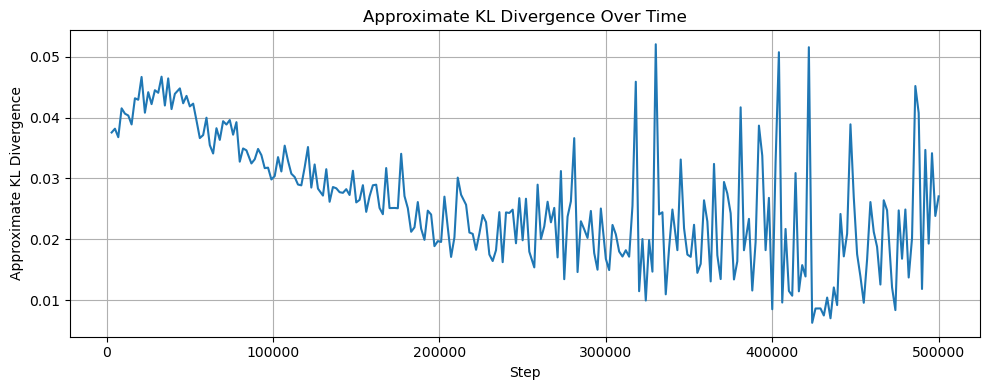 Approximate KL Divergence Over Time
Approximate KL Divergence
0.05
0.04
0.03
0.02
0.01
0 100000 200000 300000 400000 500000
Step